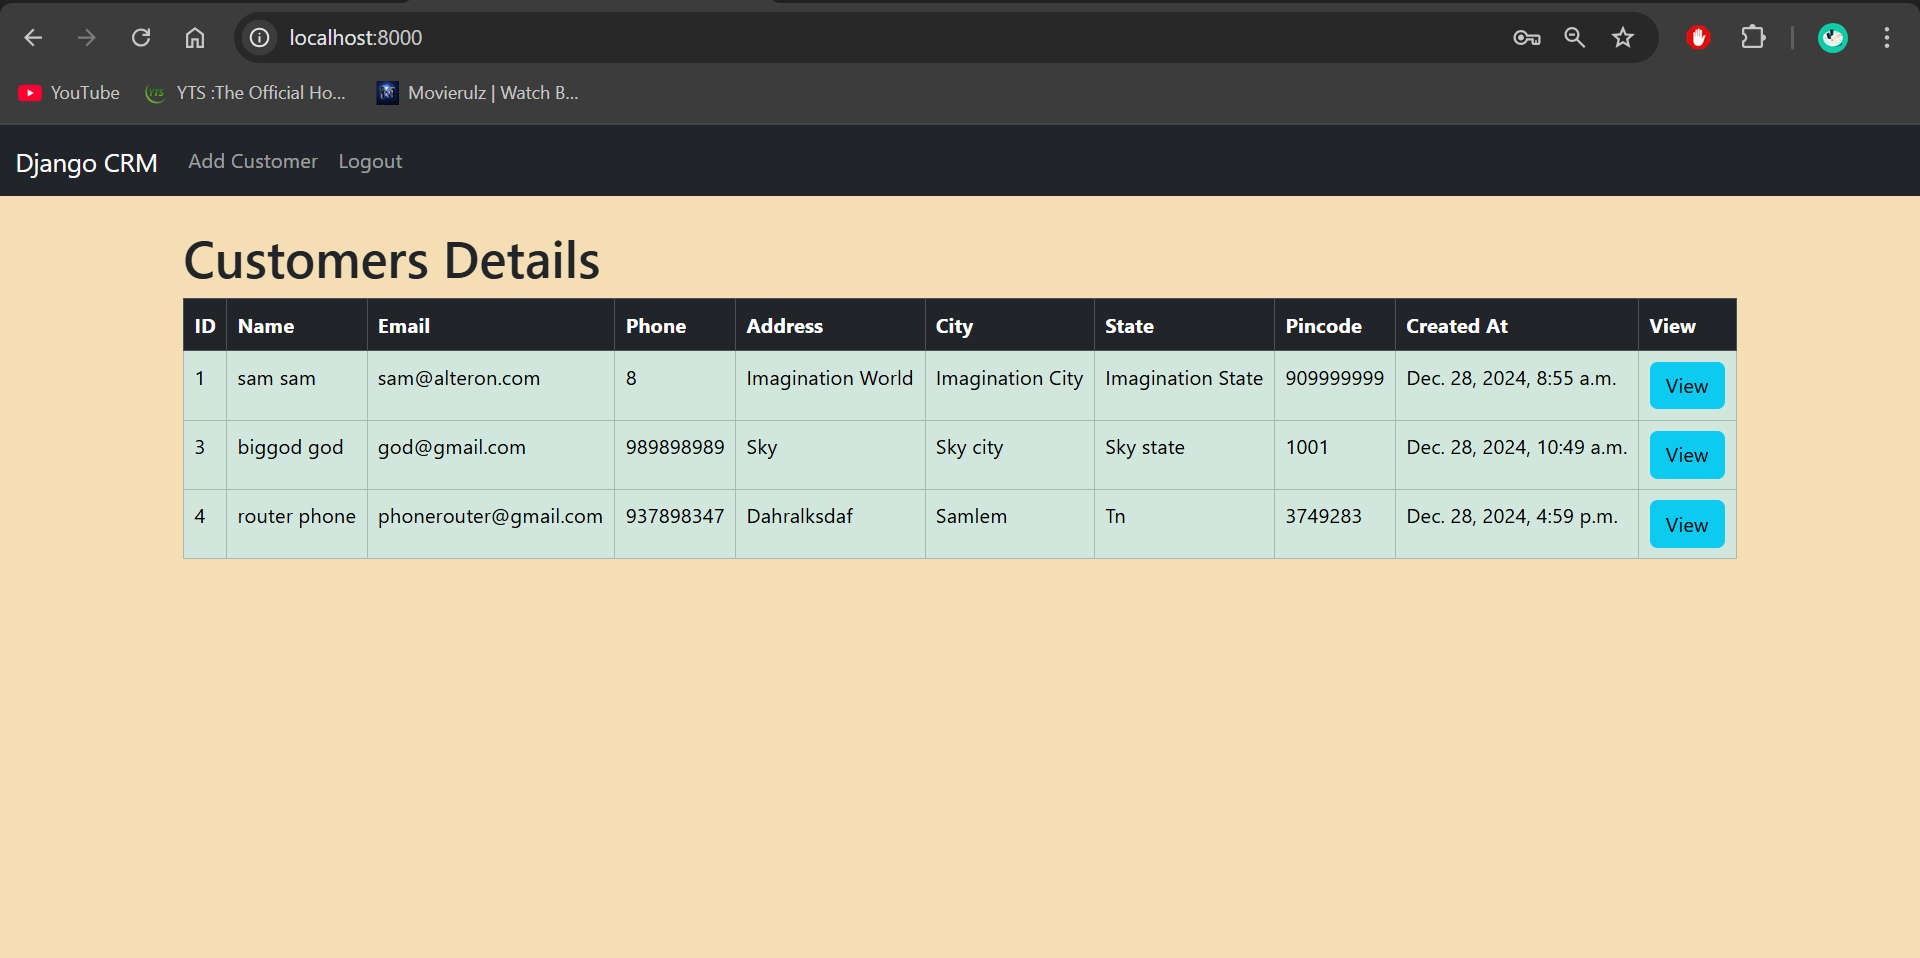 localhost:8000
YouTube YTS :The Official Ho... Movierulz | Watch B...
Django CRM Add Customer Logout
Customers Details
ID Name Email Phone Address City State Pincode Created At View
1 sam sam sam@alteron.com 8 Imagination World Imagination City Imagination State 909999999 Dec. 28, 2024, 8:55 a.m. View
3 biggod god god@gmail.com 989898989 Sky Sky city Sky state 1001 Dec. 28, 2024, 10:49 a.m. View
4 router phone phonerouter@gmail.com 937898347 Dahralksdaf Samlem Tn 3749283 Dec. 28, 2024, 4:59 p.m. View